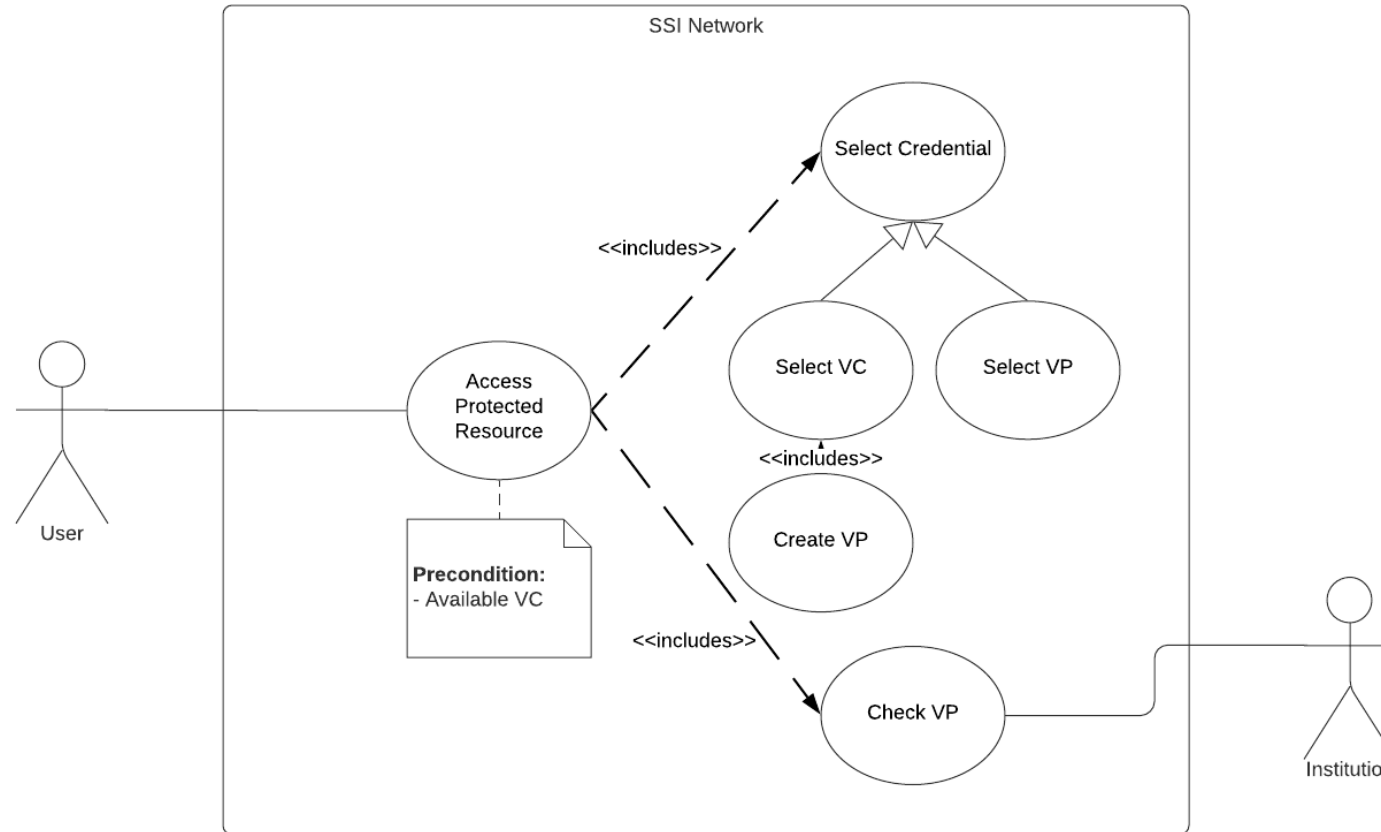 SSI Network
Select Credential
<<includes>>
Select VC
Select VP
Access
Protected
Resource
<<includes>>
User
Create VP
Precondition:
- Available VC
<<includes>>
Check VP
Institutio